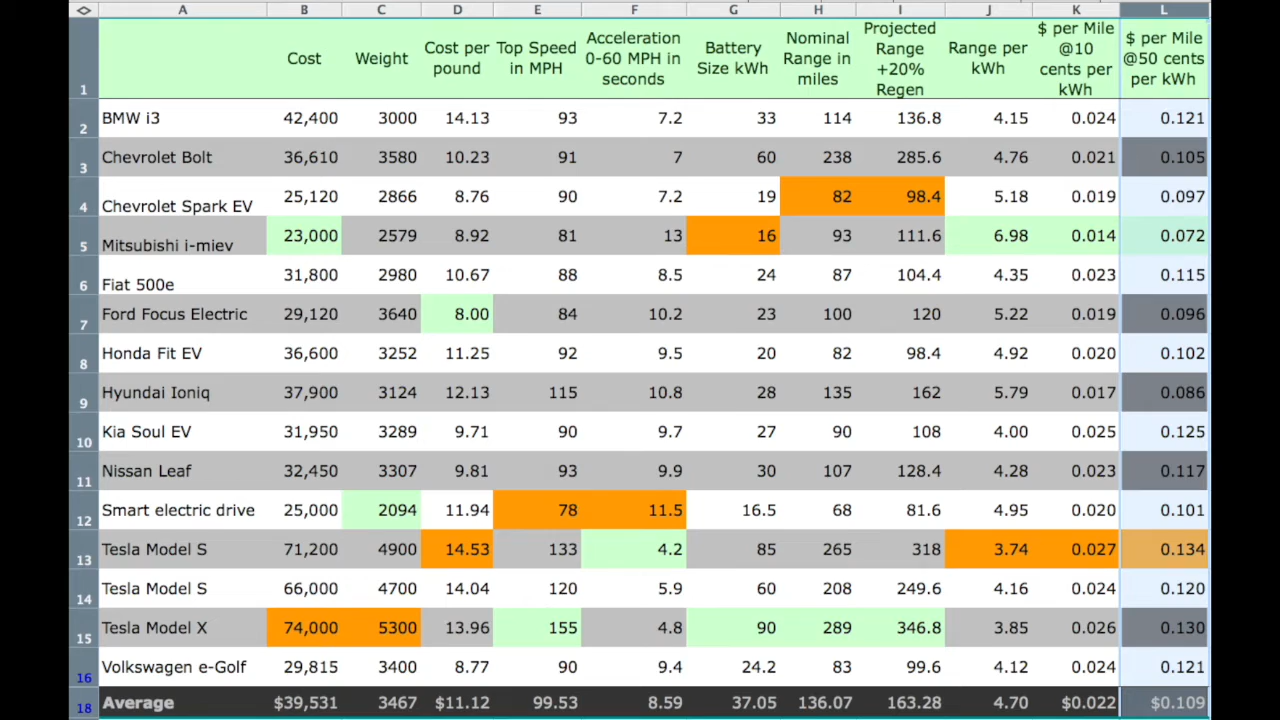 A B C D E F G H I J K L
1 Cost Weight Cost per pound Top Speed in MPH Acceleration 0-60 MPH in seconds Battery Size kWh Nominal Range in miles Projected Range +20% Regen Range per kWh $ per Mile @10 cents per kWh $ per Mile @50 cents per kWh
2 BMW i3 42,400 3000 14.13 93 7.2 33 114 136.8 4.15 0.024 0.121
3 Chevrolet Bolt 36,610 3580 10.23 91 7 60 238 285.6 4.76 0.021 0.105
4 Chevrolet Spark EV 25,120 2866 8.76 90 7.2 19 82 98.4 5.18 0.019 0.097
5 Mitsubishi i-miev 23,000 2579 8.92 81 13 16 93 111.6 6.98 0.014 0.072
6 Fiat 500e 31,800 2980 10.67 88 8.5 24 87 104.4 4.35 0.023 0.115
7 Ford Focus Electric 29,120 3640 8.00 84 10.2 23 100 120 5.22 0.019 0.096
8 Honda Fit EV 36,600 3252 11.25 92 9.5 20 82 98.4 4.92 0.020 0.102
9 Hyundai Ioniq 37,900 3124 12.13 115 10.8 28 135 162 5.79 0.017 0.086
10 Kia Soul EV 31,950 3289 9.71 90 9.7 27 90 108 4.00 0.025 0.125
11 Nissan Leaf 32,450 3307 9.81 93 9.9 30 107 128.4 4.28 0.023 0.117
12 Smart electric drive 25,000 2094 11.94 78 11.5 16.5 68 81.6 4.95 0.020 0.101
13 Tesla Model S 71,200 4900 14.53 133 4.2 85 265 318 3.74 0.027 0.134
14 Tesla Model S 66,000 4700 14.04 120 5.9 60 208 249.6 4.16 0.024 0.120
15 Tesla Model X 74,000 5300 13.96 155 4.8 90 289 346.8 3.85 0.026 0.130
16 Volkswagen e-Golf 29,815 3400 8.77 90 9.4 24.2 83 99.6 4.12 0.024 0.121
18 Average $39,531 3467 $11.12 99.53 8.59 37.05 136.07 163.28 4.70 $0.022 $0.109